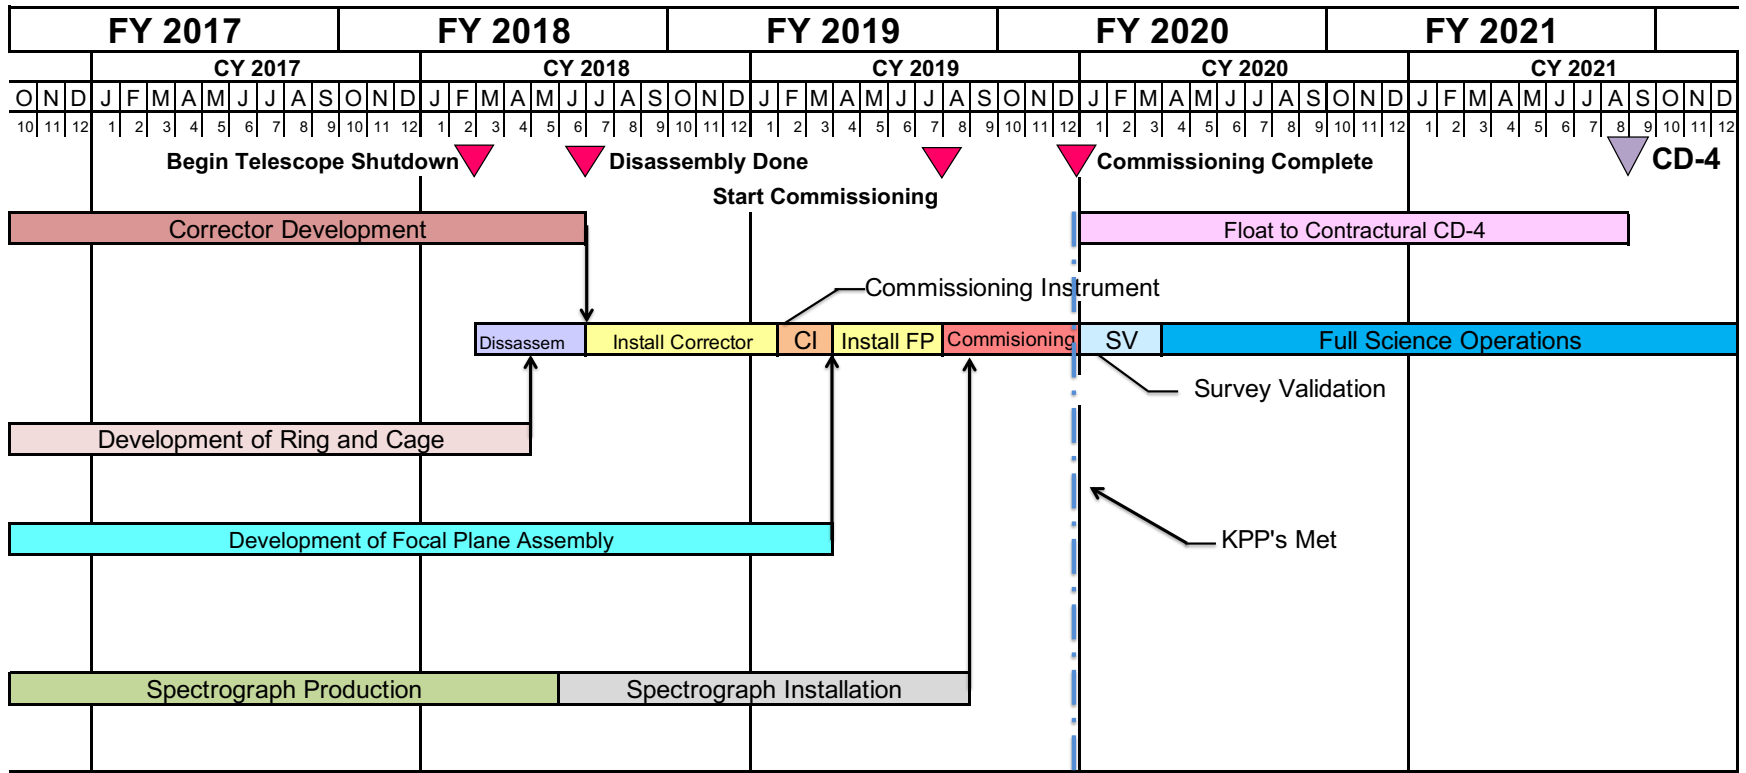 FY 2017 FY 2018 FY 2019 FY 2020 FY 2021
CY 2017 CY 2018 CY 2019 CY 2020 CY 2021
O N D J F M A M J J A S O N D J F M A M J J A S O N D J F M A M J J A S O N D J F M A M J J A S O N D J F M A M J J A S O N D
10 11 12 1 2 3 4 5 6 7 8 9 10 11 12 1 2 3 4 5 6 7 8 9 10 11 12 1 2 3 4 5 6 7 8 9 10 11 12 1 2 3 4 5 6 7 8 9 10 11 12 1 2 3 4 5 6 7 8 9 10 11 12
Begin Telescope Shutdown Disassembly Done Commissioning Complete CD-4
Start Commissioning
Corrector Development Float to Contractural CD-4
Commissioning Instrument
Dissassem Install Corrector CI Install FP Commisioning SV Full Science Operations
Survey Validation
Development of Ring and Cage
Development of Focal Plane Assembly KPP's Met
Spectrograph Production Spectrograph Installation